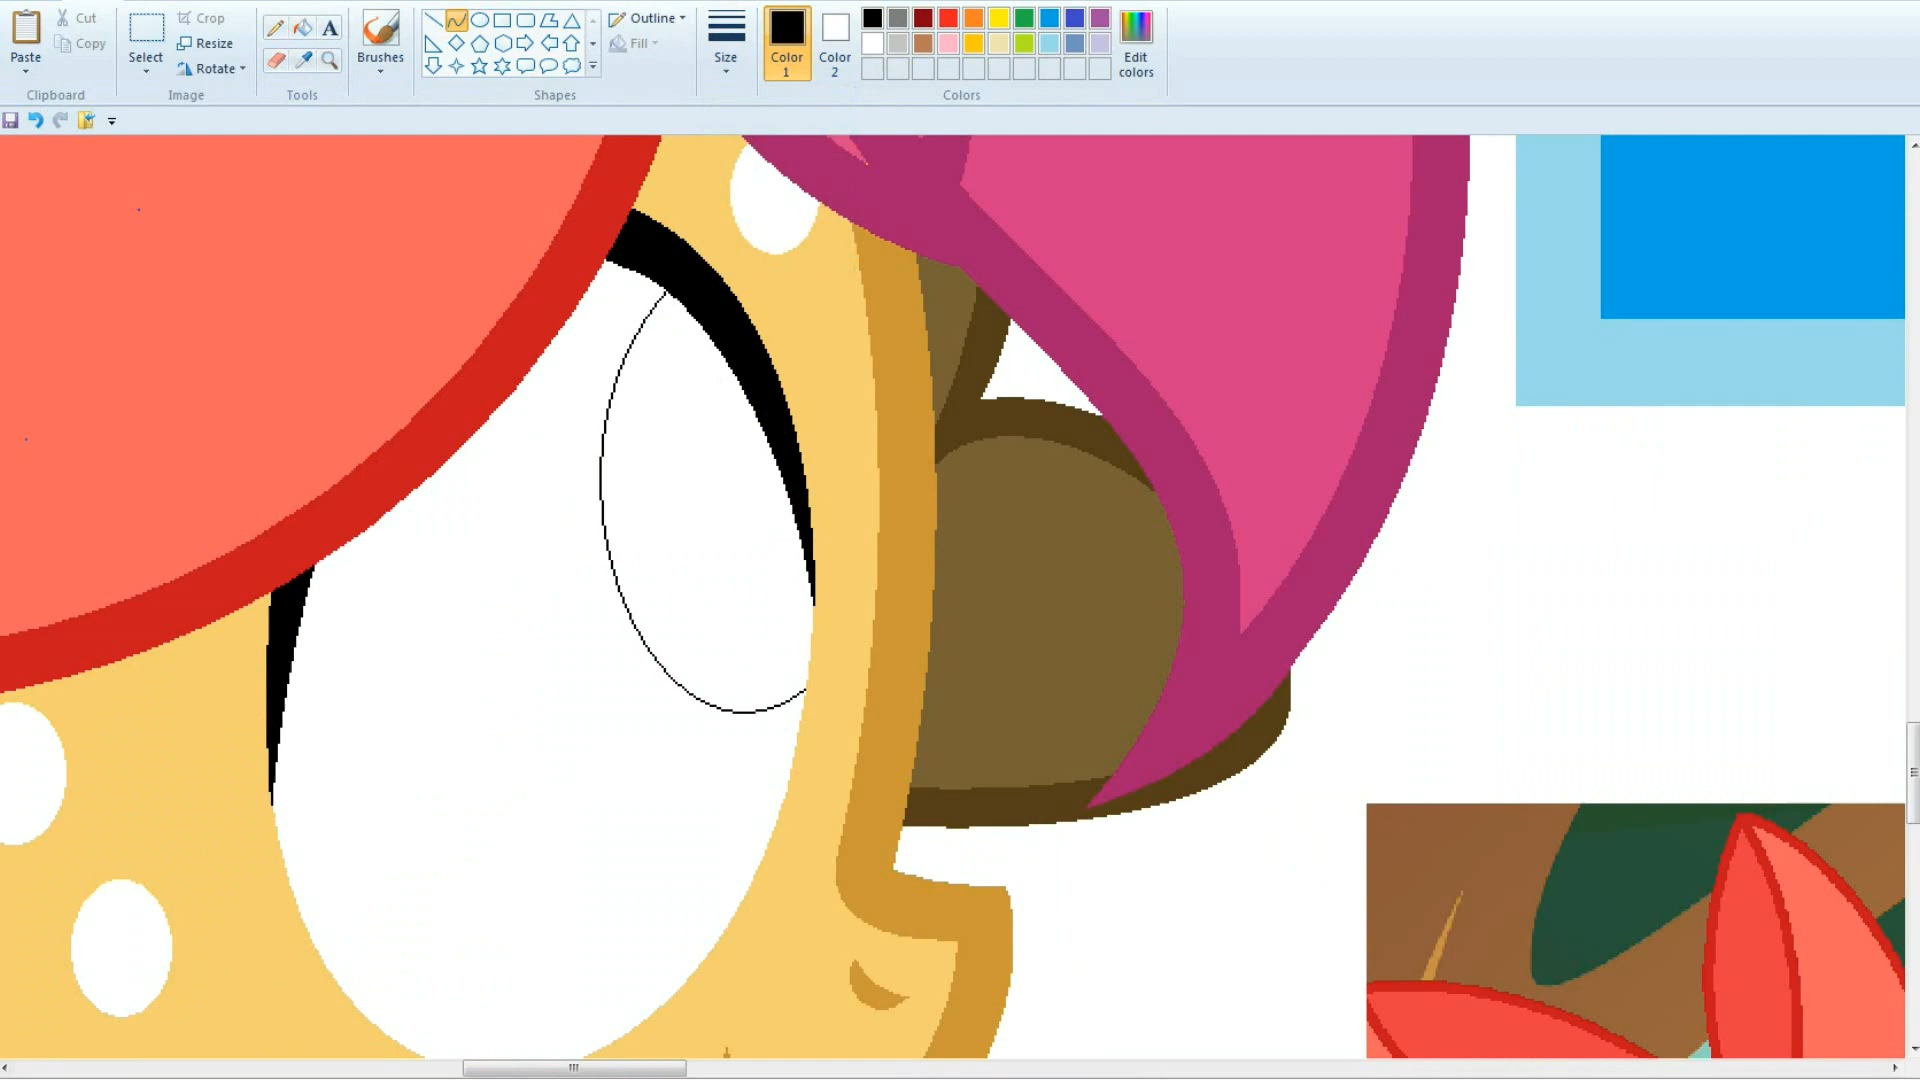 Paste
Cut
Copy
Clipboard
Select
Crop
Resize
Rotate
Image
A
Tools
Brushes
Shapes
Outline
Fill
Size
Color 1
Color 2
Edit colors
Colors